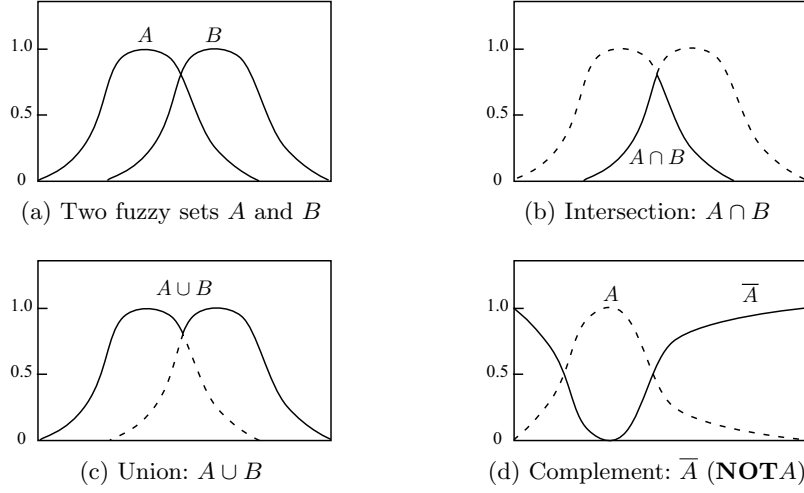 A B
1.0
0.5
0
(a) Two fuzzy sets A and B
1.0
0.5
A ∩ B
0
(b) Intersection: A ∩ B
A ∪ B
1.0
0.5
0
(c) Union: A ∪ B
A A̅
1.0
0.5
0
(d) Complement: A̅ (NOTA)